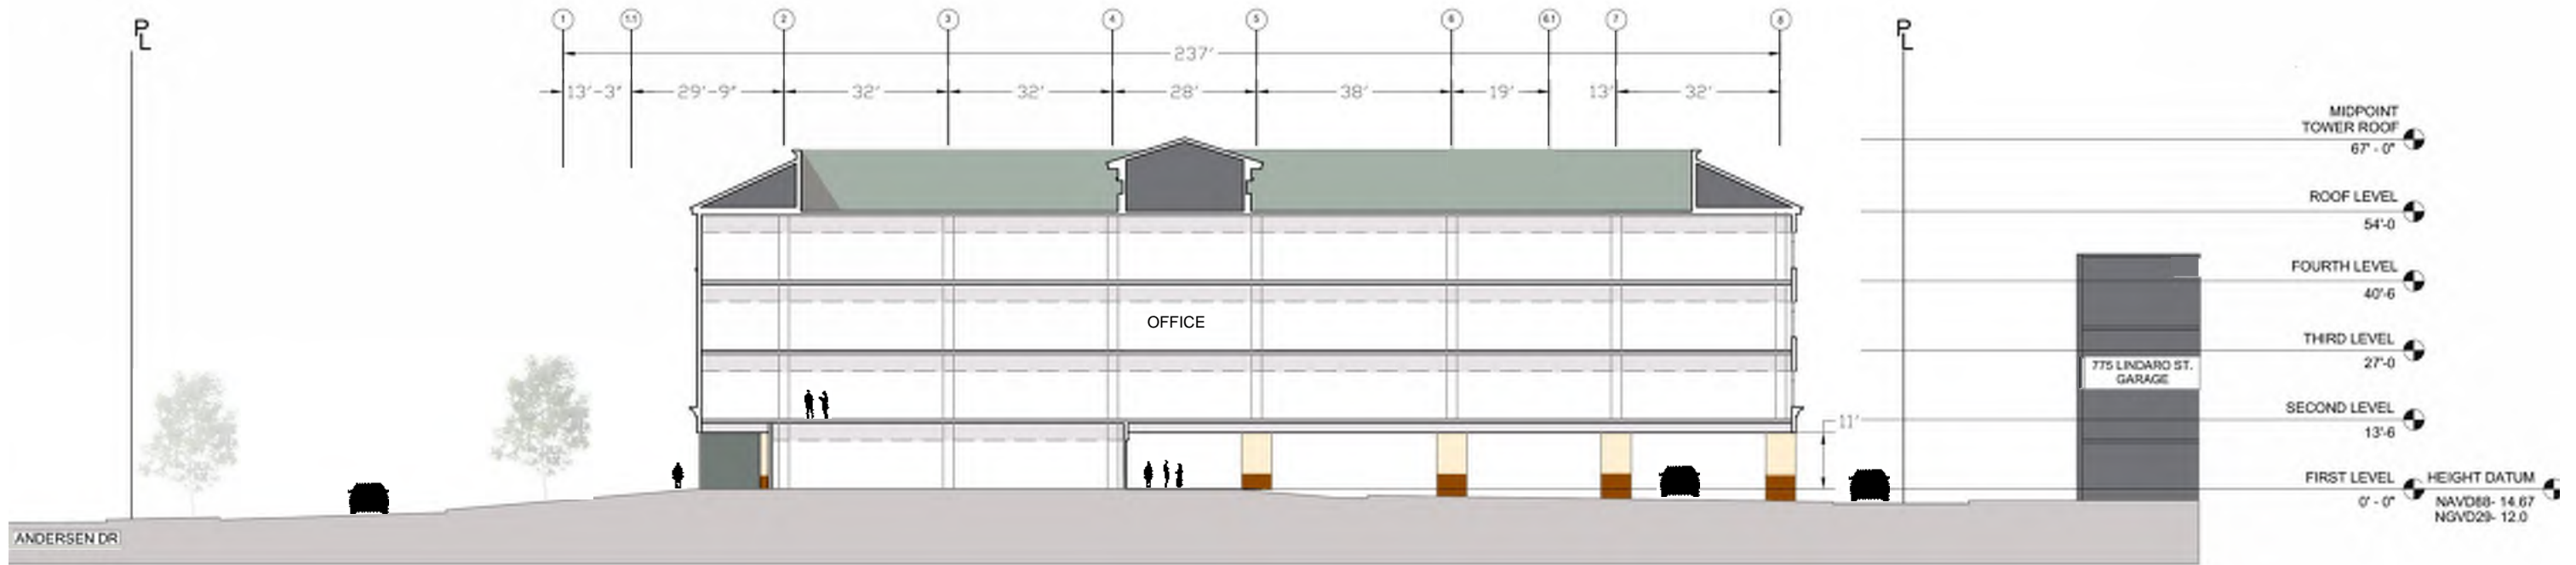 1 1.1 2 3 4 5 6 6.1 7 8
PL PL
237'
13'-3" 29'-9" 32' 32' 28' 38' 19' 13' 32'
MIDPOINT
TOWER ROOF
67' - 0"
ROOF LEVEL
54'-0
FOURTH LEVEL
40'-6
OFFICE
THIRD LEVEL
27'-0
775 LINDARO ST.
GARAGE
SECOND LEVEL
13'-6
11'
FIRST LEVEL
0' - 0"
HEIGHT DATUM
NAVD88- 14.67
NGVD29- 12.0
ANDERSEN DR